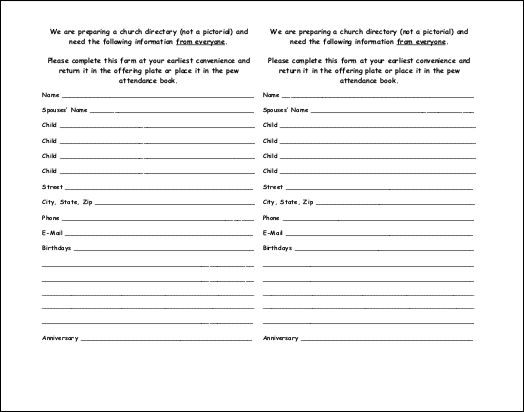 We are preparing a church directory (not a pictorial) and
need the following information from everyone.
Please complete this form at your earliest convenience and
return it in the offering plate or place it in the pew
attendance book.
Name
Spouses' Name
Child
Child
Child
Child
Street
City, State, Zip
Phone
E-Mail
Birthdays
Anniversary
We are preparing a church directory (not a pictorial) and
need the following information from everyone.
Please complete this form at your earliest convenience and
return it in the offering plate or place it in the pew
attendance book.
Name
Spouses' Name
Child
Child
Child
Child
Street
City, State, Zip
Phone
E-Mail
Birthdays
Anniversary